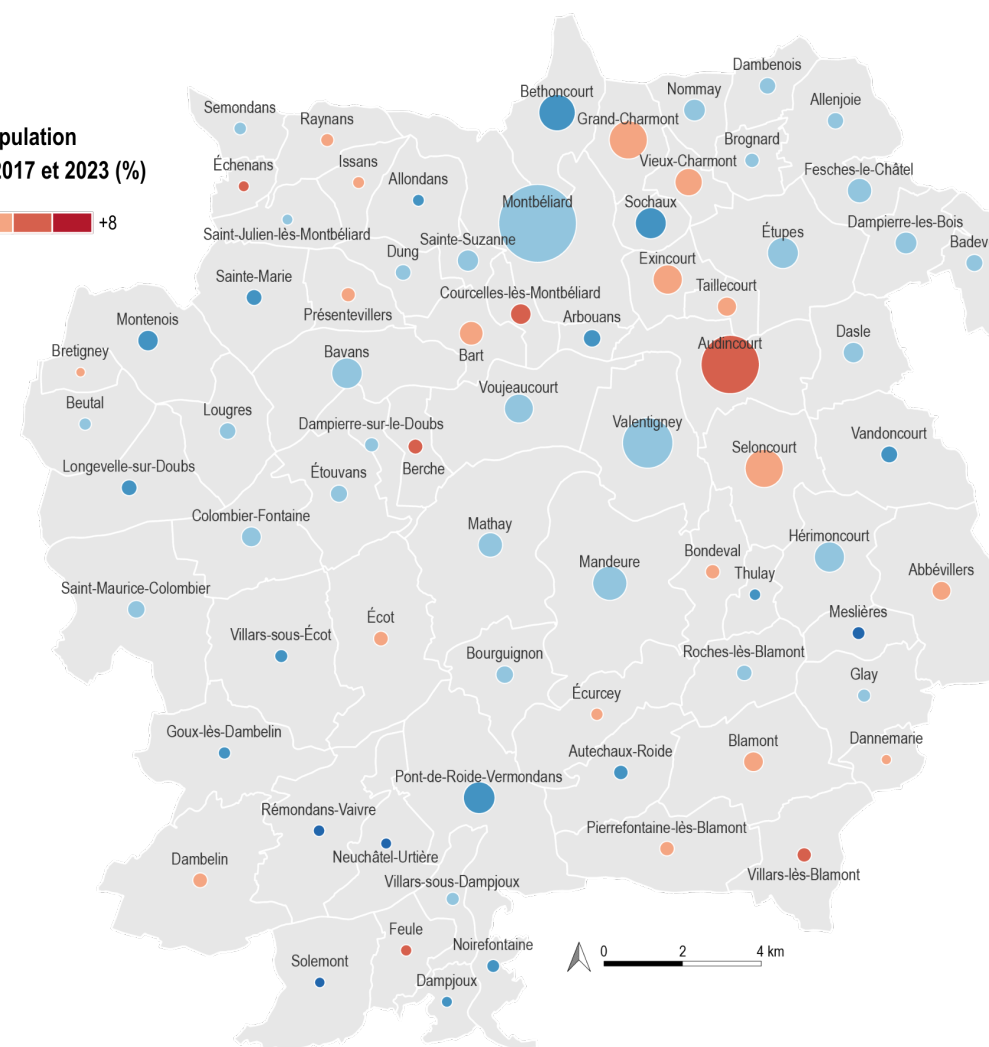 pulation
2017 et 2023 (%)
+8
Dambenois
Bethoncourt
Nommay
Allenjoie
Semondans
Raynans
Grand-Charmont
Brognard
Échenans
Issans
Vieux-Charmont
Fesches-le-Châtel
Allondans
Montbéliard
Sochaux
Dampierre-les-Bois
Saint-Julien-lès-Montbéliard
Sainte-Suzanne
Étupes
Badev
Dung
Exincourt
Sainte-Marie
Taillecourt
Courcelles-lès-Montbéliard
Présentevillers
Arbouans
Montenois
Dasle
Bretigney
Bavans
Bart
Audincourt
Voujeaucourt
Beutal
Lougres
Dampierre-sur-le-Doubs
Valentigney
Vandoncourt
Seloncourt
Longevelle-sur-Doubs
Étouvans
Berche
Colombier-Fontaine
Mathay
Hérimoncourt
Bondeval
Mandeure
Thulay
Abbévillers
Saint-Maurice-Colombier
Écot
Meslières
Villars-sous-Écot
Bourguignon
Roches-lès-Blamont
Glay
Écurcey
Goux-lès-Dambelin
Autechaux-Roide
Blamont
Dannemarie
Pont-de-Roide-Vermondans
Rémondans-Vaivre
Pierrefontaine-lès-Blamont
Dambelin
Neuchâtel-Urtière
Villars-lès-Blamont
Villars-sous-Dampjoux
Feule
Noirefontaine
0 2 4 km
Solemont
Dampjoux